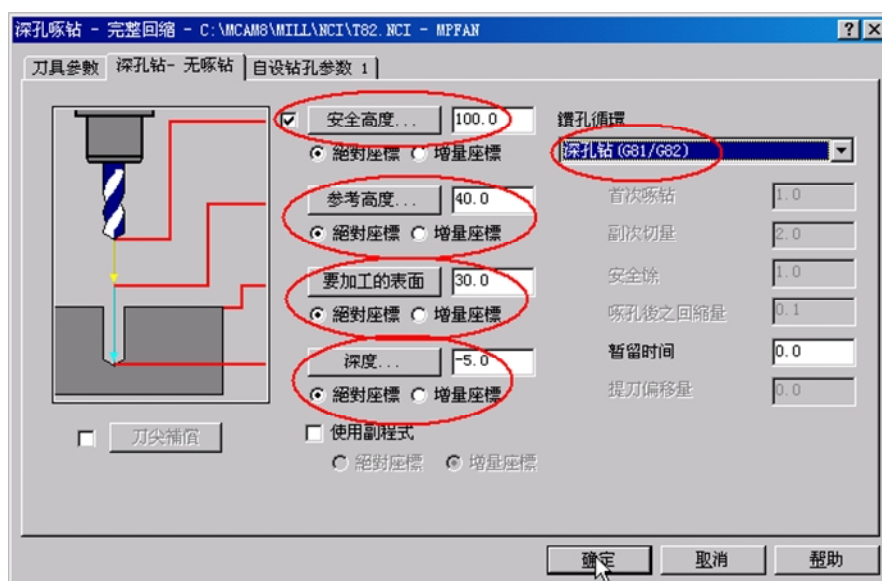 深孔啄钻 - 完整回缩 - C:\MCAM8\MILL\NCI\T82.NCI - MPFAN
刀具參數 深孔钻- 无啄钻 自设钻孔参数 1
安全高度... 100.0
絕對座標 增量座標
参考高度... 40.0
絕對座標 增量座標
要加工的表面 30.0
絕對座標 增量座標
深度... -5.0
絕對座標 增量座標
刀尖補償
使用副程式
絕對座標 增量座標
鑽孔循環
深孔钻(G81/G82)
首次啄钻 1.0
副次切量 2.0
安全馀 1.0
啄孔後之回縮量 0.1
暂留时间 0.0
提刀偏移量 0.0
确定 取消 帮助